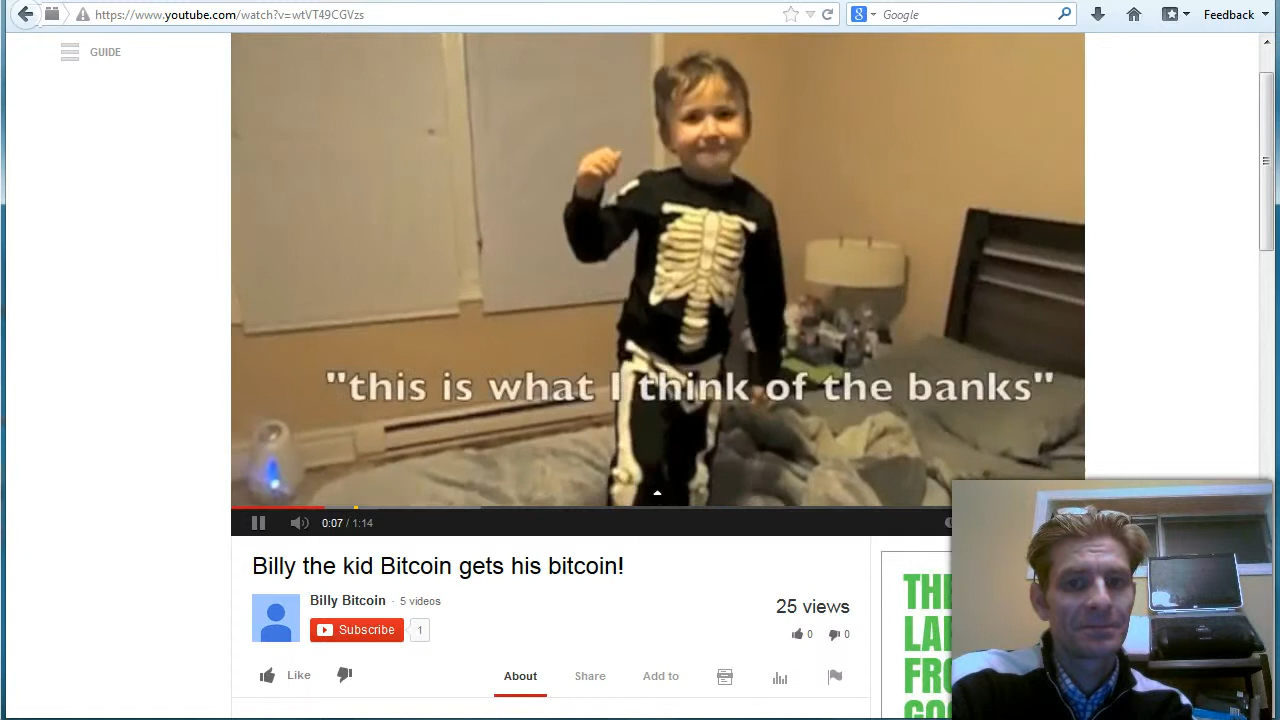 https://www.youtube.com/watch?v=wtVT49CGVzs
Google
Feedback
GUIDE
"this is what I think of the banks"
0:07 / 1:14
Billy the kid Bitcoin gets his bitcoin!
Billy Bitcoin · 5 videos
Subscribe 1
25 views
0 0
Like
About Share Add to